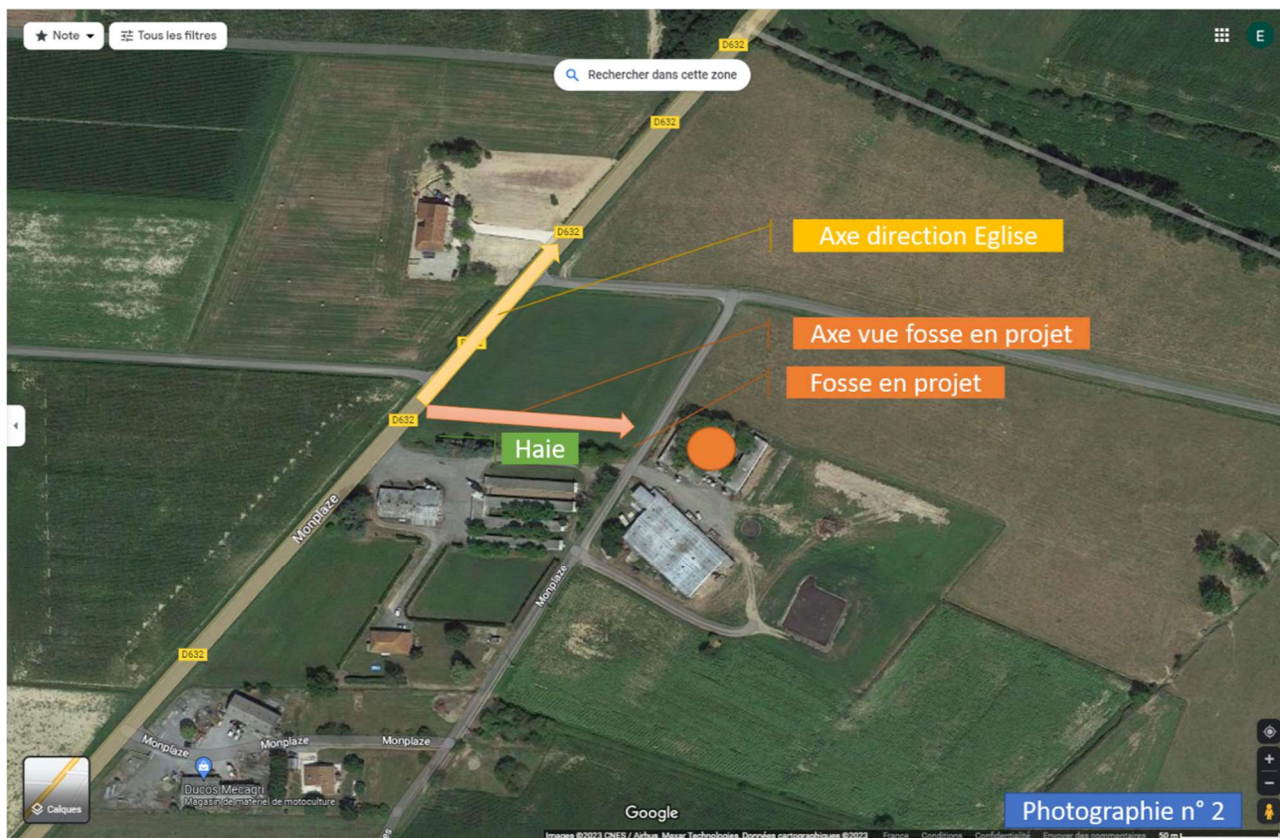 Note
Tous les filtres
E
D632
Rechercher dans cette zone
D632
Axe direction Eglise
D632
Axe vue fosse en projet
Fosse en projet
D632
Haie
Monplaze
Monplaze
D632
Monplaze
Monplaze
Monplaze
Ducos Mecagri
Magasin de matériel de motoculture
Calques
Google
Photographie n° 2
Images ©2023 CNES / Airbus, Maxar Technologies, Données cartographiques ©2023 France Conditions Confidentialité Envoyer des commentaires 50 m